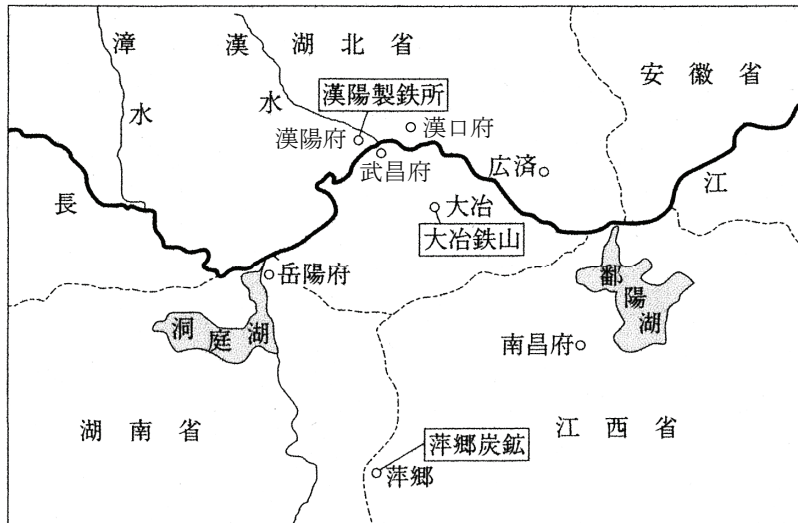 漳水
漢水
湖北省
安徽省
漢陽製鉄所
漢陽府
漢口府
武昌府
広済
長江
大冶
大冶鉄山
岳陽府
鄱陽湖
洞庭湖
南昌府
湖南省
江西省
萍郷炭鉱
萍郷